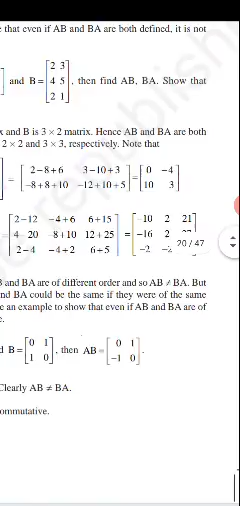 that even if AB and BA are both defined, it is not
] and B = [2 3
4 5
2 1] , then find AB, BA. Show that
and B is 3 × 2 matrix. Hence AB and BA are both
2 × 2 and 3 × 3, respectively. Note that
] = [2−8+6 3−10+3
−8+8+10 −12+10+5] = [0 −4
10 3]
[2−12 −4+6 6+15
4−20 −8+10 12+25
2−4 −4+2 6+5] = [−10 2 21
−16 2
−2
20 / 47
and BA are of different order and so AB ≠ BA. But
nd BA could be the same if they were of the same
e an example to show that even if AB and BA are of
d B = [0 1
1 0] , then AB = [0 1
−1 0] .
Clearly AB ≠ BA.
ommutative.